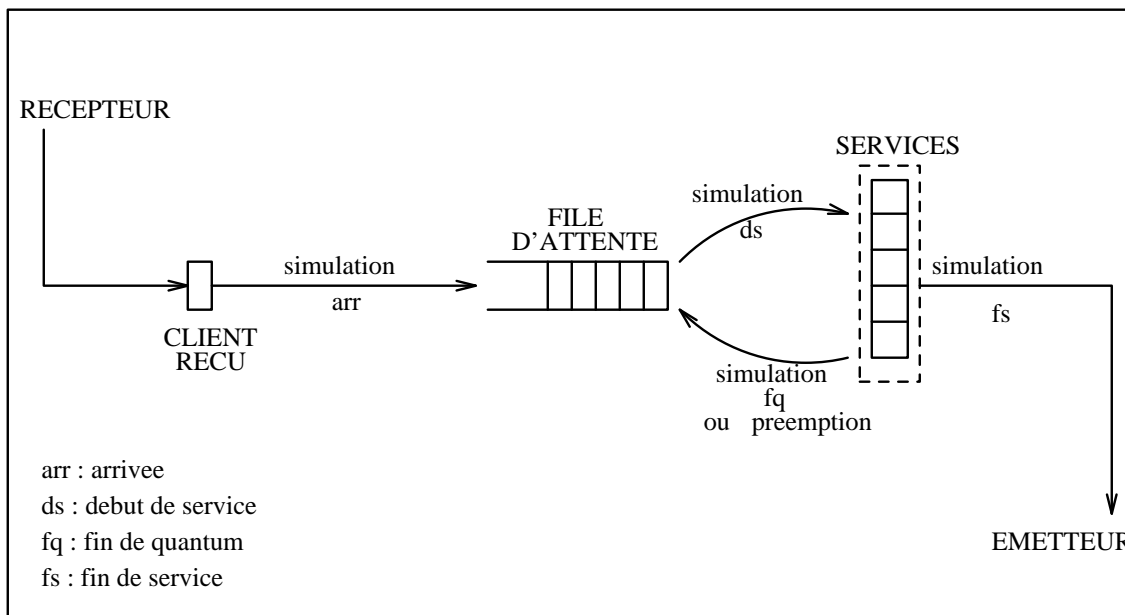 RECEPTEUR
SERVICES
simulation
ds
FILE
D'ATTENTE
simulation
arr
simulation
fs
CLIENT
RECU
simulation
fq
ou preemption
arr : arrivee
ds : debut de service
fq : fin de quantum
fs : fin de service
EMETTEUR